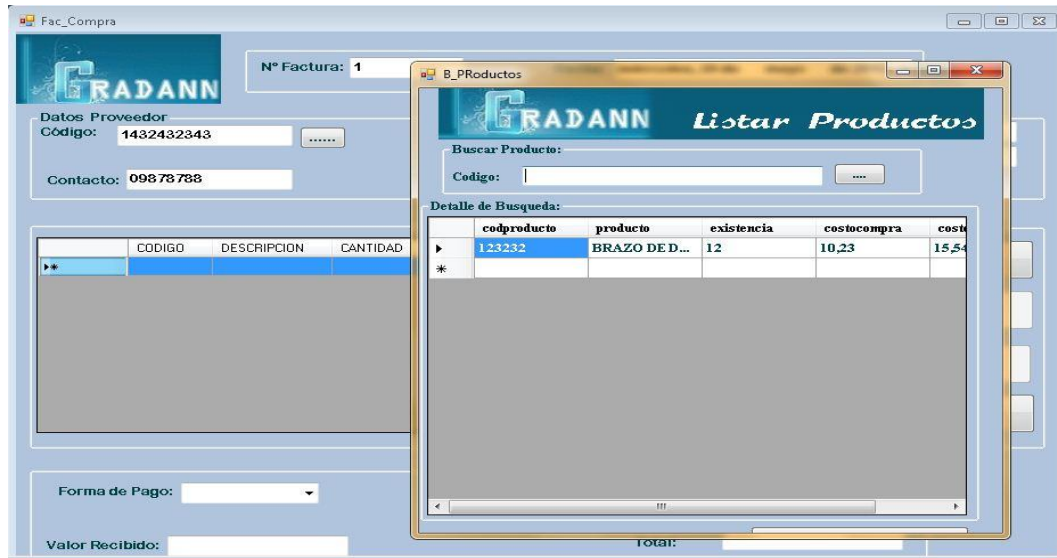 Fac_Compra
GRADANN
Nº Factura: 1
Datos Proveedor
Código: 1432432343 ......
Contacto: 09878788
CODIGO DESCRIPCION CANTIDAD
Forma de Pago:
Valor Recibido:
Total:
B_PRoductos
GRADANN Listar Productos
Buscar Producto:
Codigo: ....
Detalle de Busqueda:
codproducto producto existencia costocompra
123232 BRAZO DE D... 12 10,23 15,54